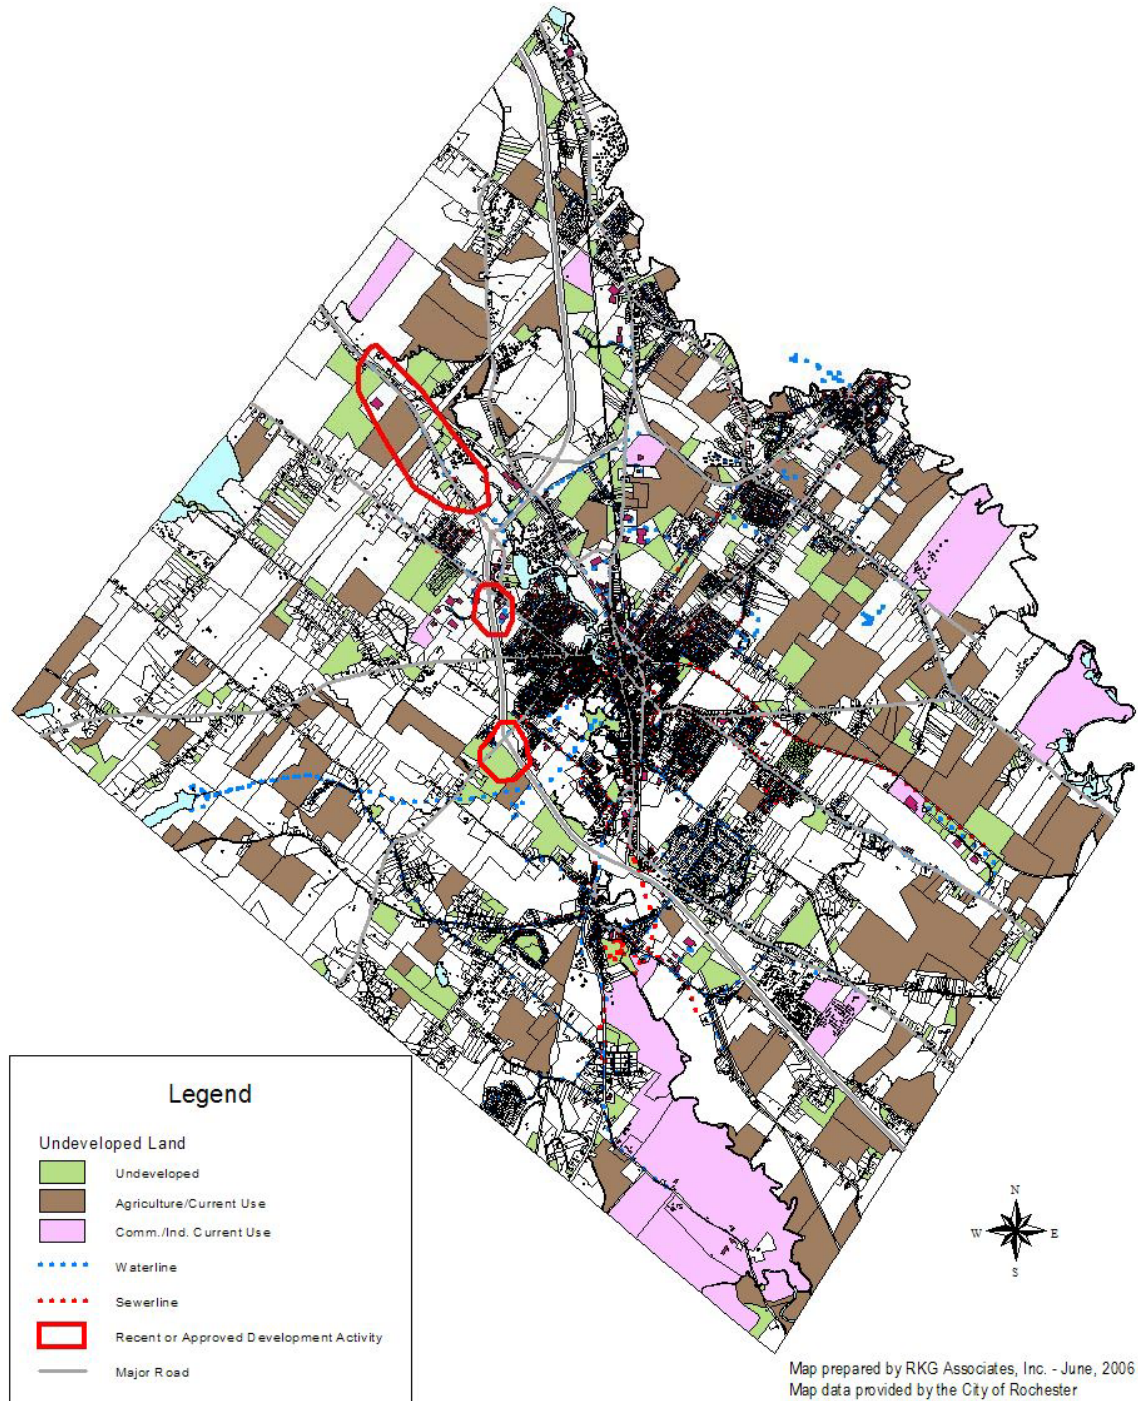 Legend
Undeveloped Land
Undeveloped
Agriculture/Current Use
Comm./Ind. Current Use
Waterline
Sewerline
Recent or Approved Development Activity
Major Road
N
W E
S
Map prepared by RKG Associates, Inc. - June, 2006
Map data provided by the City of Rochester